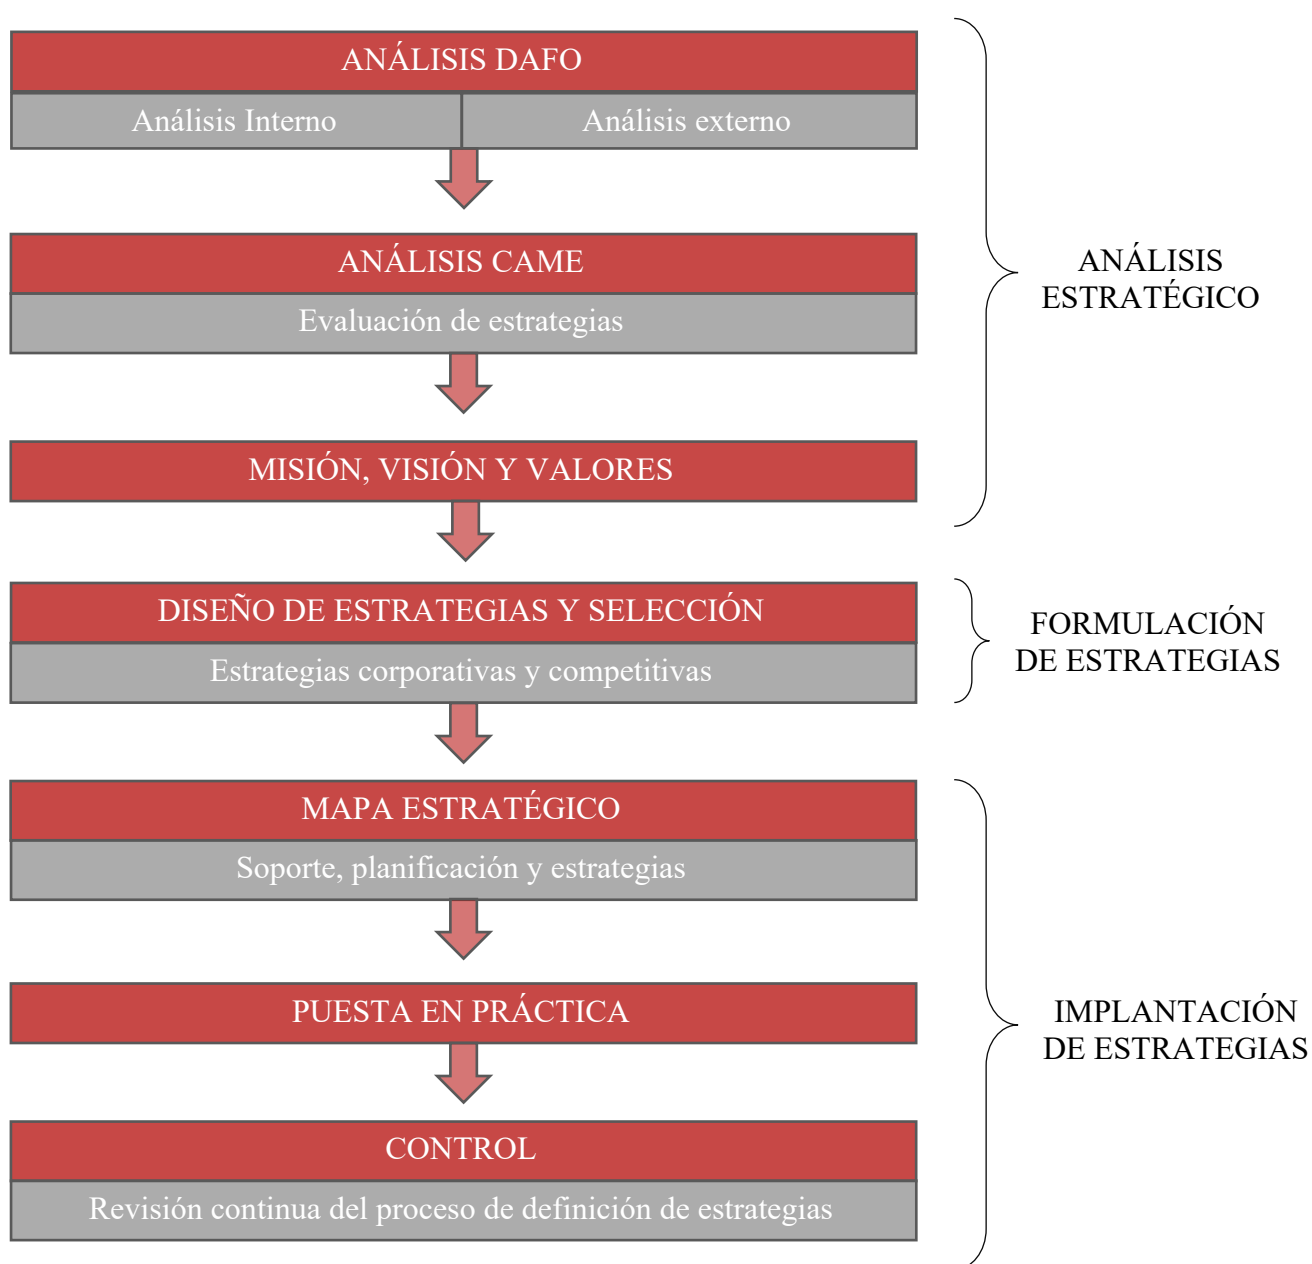 ANÁLISIS DAFO
Análisis Interno
Análisis externo
ANÁLISIS CAME
Evaluación de estrategias
MISIÓN, VISIÓN Y VALORES
ANÁLISIS
ESTRATÉGICO
DISEÑO DE ESTRATEGIAS Y SELECCIÓN
Estrategias corporativas y competitivas
FORMULACIÓN
DE ESTRATEGIAS
MAPA ESTRATÉGICO
Soporte, planificación y estrategias
PUESTA EN PRÁCTICA
CONTROL
Revisión continua del proceso de definición de estrategias
IMPLANTACIÓN
DE ESTRATEGIAS